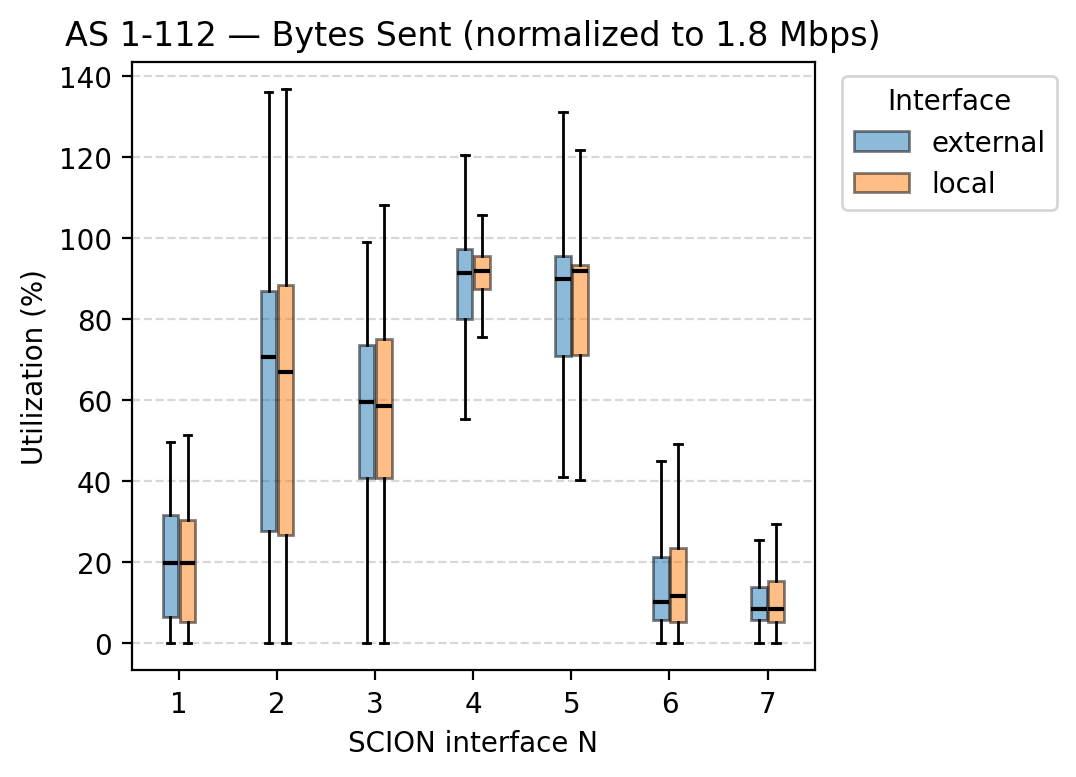 AS 1-112 — Bytes Sent (normalized to 1.8 Mbps)
Utilization (%)
140
120
100
80
60
40
20
0
1 2 3 4 5 6 7
SCION interface N
Interface
external
local